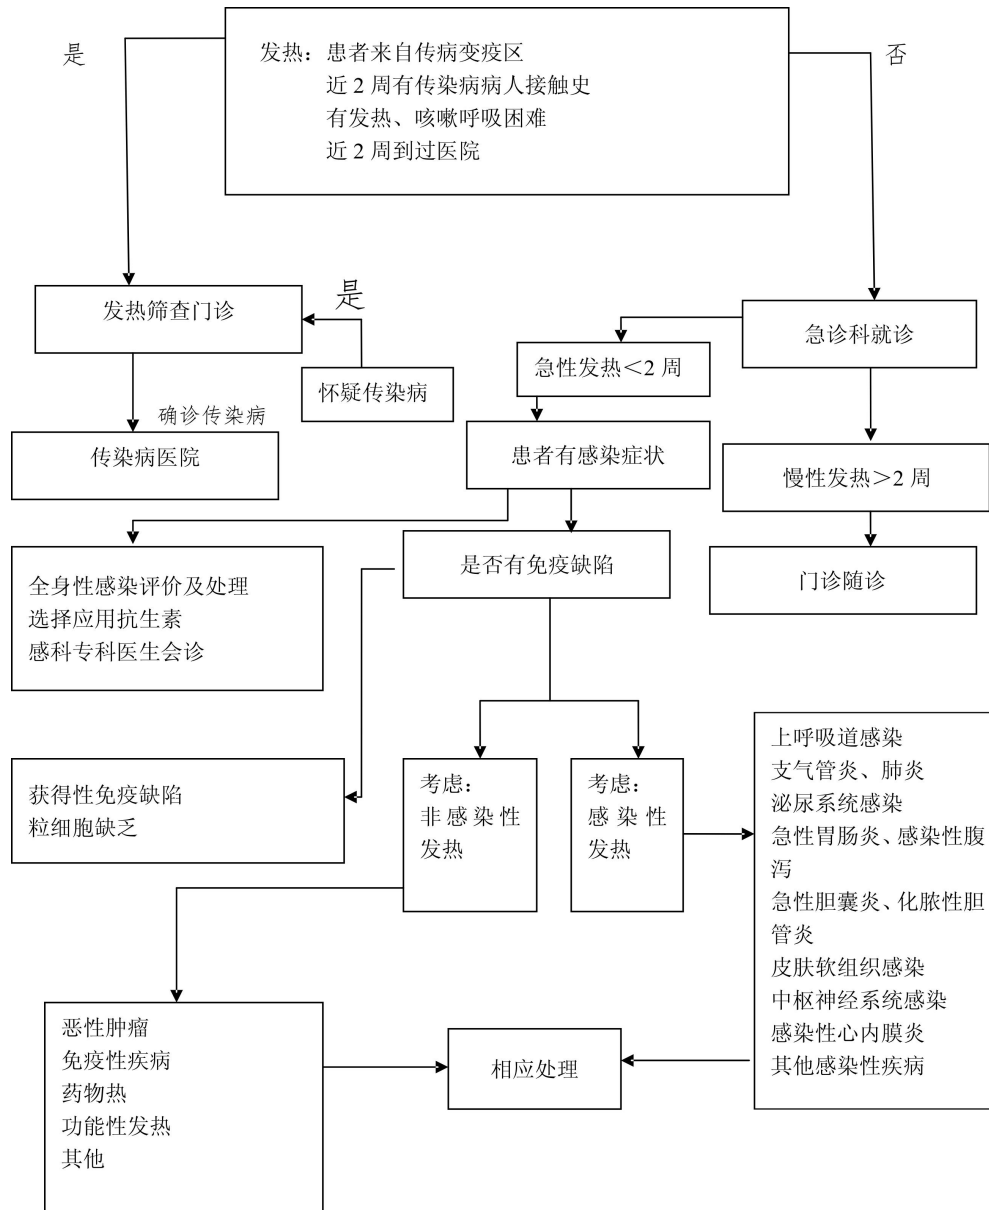 是
发热：患者来自传病变疫区
近 2 周有传染病病人接触史
有发热、咳嗽呼吸困难
近 2 周到过医院
否
发热筛查门诊
是
怀疑传染病
急诊科就诊
急性发热＜2 周
确诊传染病
传染病医院
患者有感染症状
慢性发热＞2 周
全身性感染评价及处理
选择应用抗生素
感科专科医生会诊
是否有免疫缺陷
门诊随诊
获得性免疫缺陷
粒细胞缺乏
考虑：
非感染性
发热
考虑：
感染性
发热
上呼吸道感染
支气管炎、肺炎
泌尿系统感染
急性胃肠炎、感染性腹
泻
急性胆囊炎、化脓性胆
管炎
皮肤软组织感染
中枢神经系统感染
感染性心内膜炎
其他感染性疾病
恶性肿瘤
免疫性疾病
药物热
功能性发热
其他
相应处理